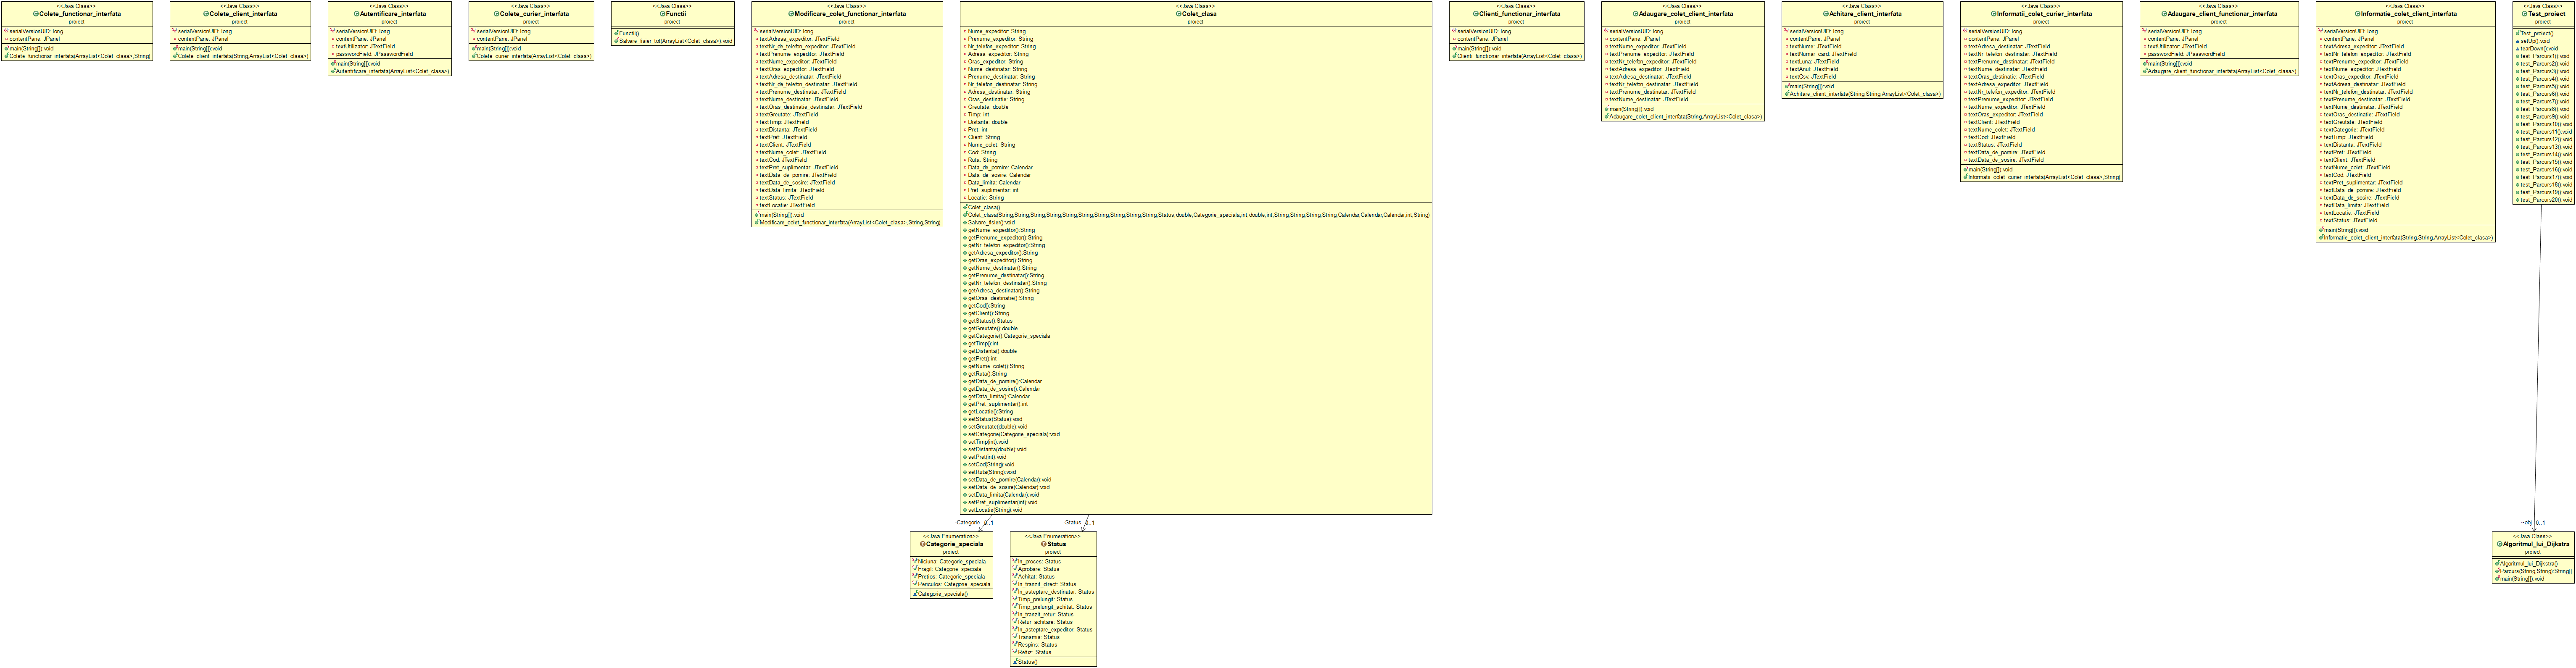 <<Java Class>>
Colete_functionar_interfata
proiect
serialVersionUID: long
contentPane: JPanel
main(String[]):void
Colete_functionar_interfata(ArrayList<Colet_clasa>,String)
<<Java Class>>
Colete_client_interfata
proiect
serialVersionUID: long
contentPane: JPanel
main(String[]):void
Colete_client_interfata(String,ArrayList<Colet_clasa>)
<<Java Class>>
Autentificare_interfata
proiect
serialVersionUID: long
contentPane: JPanel
textUtilizator: JTextField
passwordField: JPasswordField
main(String[]):void
Autentificare_interfata(ArrayList<Colet_clasa>)
<<Java Class>>
Colete_curier_interfata
proiect
serialVersionUID: long
contentPane: JPanel
main(String[]):void
Colete_curier_interfata(ArrayList<Colet_clasa>)
<<Java Class>>
Functii
proiect
Functii()
Salvare_fisier_tot(ArrayList<Colet_clasa>):void
<<Java Class>>
Modificare_colet_functionar_interfata
proiect
serialVersionUID: long
textAdresa_expeditor: JTextField
textNr_de_telefon_expeditor: JTextField
textPrenume_expeditor: JTextField
textNume_expeditor: JTextField
textOras_expeditor: JTextField
textAdresa_destinatar: JTextField
textNr_de_telefon_destinatar: JTextField
textPrenume_destinatar: JTextField
textNume_destinatar: JTextField
textOras_destinatie_destinatar: JTextField
textGreutate: JTextField
textTimp: JTextField
textDistanta: JTextField
textPret: JTextField
textClient: JTextField
textNume_colet: JTextField
textCod: JTextField
textPret_suplimentar: JTextField
textData_de_pornire: JTextField
textData_de_sosire: JTextField
textData_limita: JTextField
textStatus: JTextField
textLocatie: JTextField
main(String[]):void
Modificare_colet_functionar_interfata(ArrayList<Colet_clasa>,String,String)
<<Java Class>>
Colet_clasa
proiect
Nume_expeditor: String
Prenume_expeditor: String
Nr_telefon_expeditor: String
Adresa_expeditor: String
Oras_expeditor: String
Nume_destinatar: String
Prenume_destinatar: String
Nr_telefon_destinatar: String
Adresa_destinatar: String
Oras_destinatie: String
Greutate: double
Timp: int
Distanta: double
Pret: int
Client: String
Nume_colet: String
Cod: String
Ruta: String
Data_de_pornire: Calendar
Data_de_sosire: Calendar
Data_limita: Calendar
Pret_suplimentar: int
Locatie: String
Colet_clasa()
Colet_clasa(String,String,String,String,String,String,String,String,String,String,Status,double,Categorie_speciala,int,double,int,String,String,String,String,Calendar,Calendar,Calendar,int,String)
Salvare_fisier():void
getNume_expeditor():String
getPrenume_expeditor():String
getNr_telefon_expeditor():String
getAdresa_expeditor():String
getOras_expeditor():String
getNume_destinatar():String
getPrenume_destinatar():String
getNr_telefon_destinatar():String
getAdresa_destinatar():String
getOras_destinatie():String
getCod():String
getClient():String
getStatus():Status
getGreutate():double
getCategorie():Categorie_speciala
getTimp():int
getDistanta():double
getPret():int
getNume_colet():String
getRuta():String
getData_de_pornire():Calendar
getData_de_sosire():Calendar
getData_limita():Calendar
getPret_suplimentar():int
getLocatie():String
setStatus(Status):void
setGreutate(double):void
setCategorie(Categorie_speciala):void
setTimp(int):void
setDistanta(double):void
setPret(int):void
setCod(String):void
setRuta(String):void
setData_de_pornire(Calendar):void
setData_de_sosire(Calendar):void
setData_limita(Calendar):void
setPret_suplimentar(int):void
setLocatie(String):void
<<Java Class>>
Clienti_functionar_interfata
proiect
serialVersionUID: long
contentPane: JPanel
main(String[]):void
Clienti_functionar_interfata(ArrayList<Colet_clasa>)
<<Java Class>>
Adaugare_colet_client_interfata
proiect
serialVersionUID: long
contentPane: JPanel
textNume_expeditor: JTextField
textPrenume_expeditor: JTextField
textNr_telefon_expeditor: JTextField
textAdresa_expeditor: JTextField
textAdresa_destinatar: JTextField
textNr_telefon_destinatar: JTextField
textPrenume_destinatar: JTextField
textNume_destinatar: JTextField
main(String[]):void
Adaugare_colet_client_interfata(String,ArrayList<Colet_clasa>)
<<Java Class>>
Achitare_client_interfata
proiect
serialVersionUID: long
contentPane: JPanel
textNume: JTextField
textNumar_card: JTextField
textLuna: JTextField
textAnul: JTextField
textCsv: JTextField
main(String[]):void
Achitare_client_interfata(String,String,ArrayList<Colet_clasa>)
<<Java Class>>
Informatii_colet_curier_interfata
proiect
serialVersionUID: long
contentPane: JPanel
textAdresa_destinatar: JTextField
textNr_telefon_destinatar: JTextField
textPrenume_destinatar: JTextField
textNume_destinatar: JTextField
textOras_destinatie: JTextField
textAdresa_expeditor: JTextField
textNr_telefon_expeditor: JTextField
textPrenume_expeditor: JTextField
textNume_expeditor: JTextField
textOras_expeditor: JTextField
textClient: JTextField
textNume_colet: JTextField
textCod: JTextField
textStatus: JTextField
textData_de_pornire: JTextField
textData_de_sosire: JTextField
main(String[]):void
Informatii_colet_curier_interfata(ArrayList<Colet_clasa>,String)
<<Java Class>>
Adaugare_client_functionar_interfata
proiect
serialVersionUID: long
contentPane: JPanel
textUtilizator: JTextField
passwordField: JPasswordField
main(String[]):void
Adaugare_client_functionar_interfata(ArrayList<Colet_clasa>)
<<Java Class>>
Informatie_colet_client_interfata
proiect
serialVersionUID: long
contentPane: JPanel
textAdresa_expeditor: JTextField
textNr_telefon_expeditor: JTextField
textPrenume_expeditor: JTextField
textNume_expeditor: JTextField
textOras_expeditor: JTextField
textAdresa_destinatar: JTextField
textNr_telefon_destinatar: JTextField
textPrenume_destinatar: JTextField
textNume_destinatar: JTextField
textOras_destinatie: JTextField
textGreutate: JTextField
textCategorie: JTextField
textTimp: JTextField
textDistanta: JTextField
textPret: JTextField
textClient: JTextField
textNume_colet: JTextField
textCod: JTextField
textPret_suplimentar: JTextField
textData_de_pornire: JTextField
textData_de_sosire: JTextField
textData_limita: JTextField
textLocatie: JTextField
textStatus: JTextField
main(String[]):void
Informatie_colet_client_interfata(String,String,ArrayList<Colet_clasa>)
<<Java Class>>
Test_proiect
proiect
Test_proiect()
setUp():void
tearDown():void
test_Parcurs1():void
test_Parcurs2():void
test_Parcurs3():void
test_Parcurs4():void
test_Parcurs5():void
test_Parcurs6():void
test_Parcurs7():void
test_Parcurs8():void
test_Parcurs9():void
test_Parcurs10():void
test_Parcurs11():void
test_Parcurs12():void
test_Parcurs13():void
test_Parcurs14():void
test_Parcurs15():void
test_Parcurs16():void
test_Parcurs17():void
test_Parcurs18():void
test_Parcurs19():void
test_Parcurs20():void
-Categorie 0..1
-Status 0..1
~obj 0..1
<<Java Enumeration>>
Categorie_speciala
proiect
Niciuna: Categorie_speciala
Fragil: Categorie_speciala
Pretios: Categorie_speciala
Periculos: Categorie_speciala
Categorie_speciala()
<<Java Enumeration>>
Status
proiect
In_proces: Status
Aprobare: Status
Achitat: Status
In_tranzit_direct: Status
In_asteptare_destinatar: Status
Timp_prelungit: Status
Timp_prelungit_achitat: Status
In_tranzit_retur: Status
Retur_achitare: Status
In_asteptare_expeditor: Status
Transmis: Status
Respins: Status
Refuz: Status
Status()
<<Java Class>>
Algoritmul_lui_Dijkstra
proiect
Algoritmul_lui_Dijkstra()
Parcurs(String,String):String[]
main(String[]):void